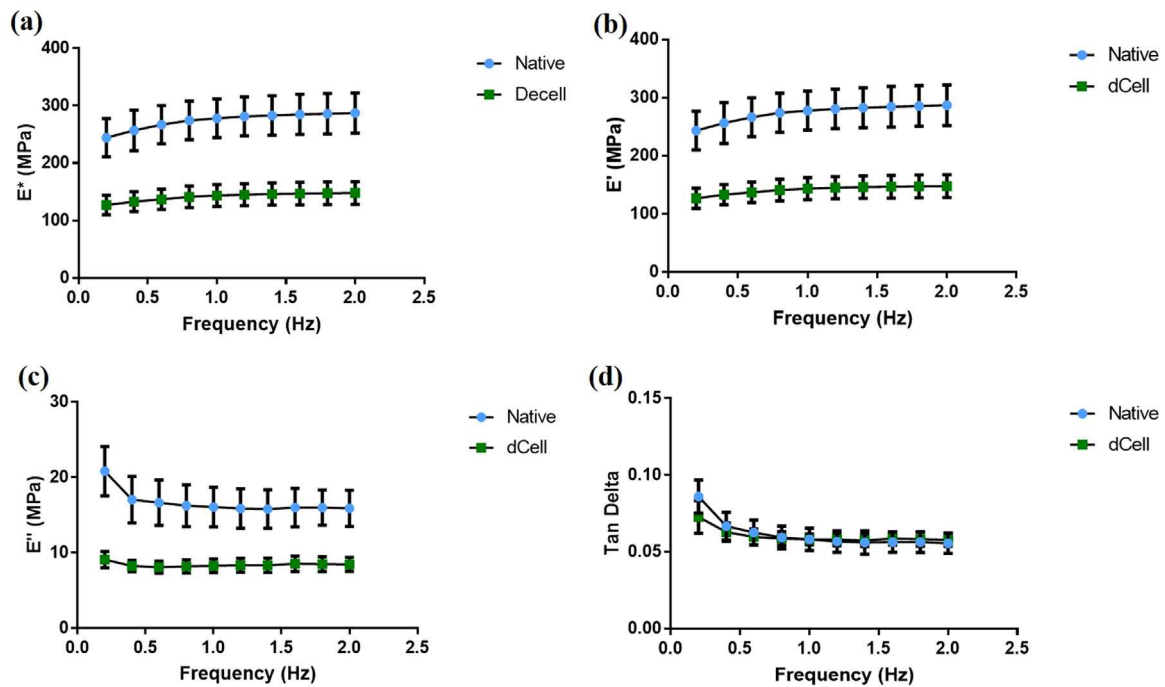 (a)
E* (MPa)
400
300
200
100
0
0.0 0.5 1.0 1.5 2.0 2.5
Frequency (Hz)
Native
Decell
(b)
E' (MPa)
400
300
200
100
0
0.0 0.5 1.0 1.5 2.0 2.5
Frequency (Hz)
Native
dCell
(c)
E'' (MPa)
30
20
10
0
0.0 0.5 1.0 1.5 2.0 2.5
Frequency (Hz)
Native
dCell
(d)
Tan Delta
0.15
0.10
0.05
0.00
0.0 0.5 1.0 1.5 2.0 2.5
Frequency (Hz)
Native
dCell